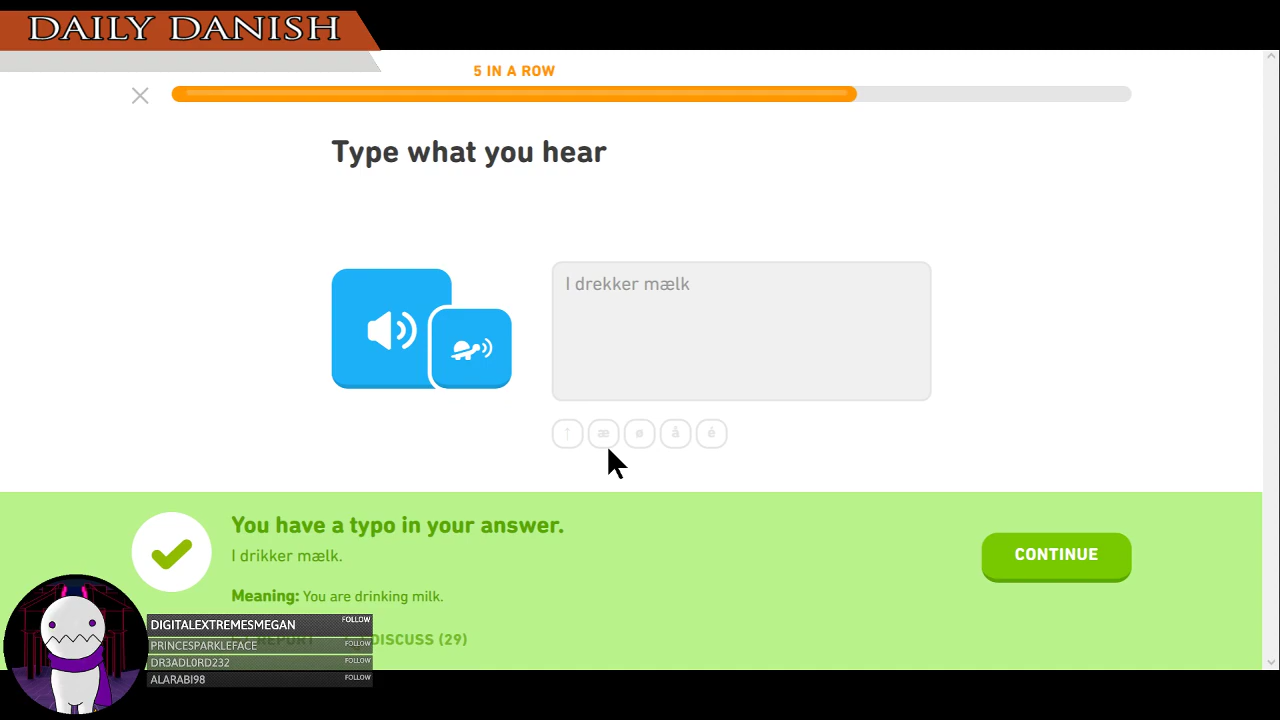 DAILY DANISH
5 IN A ROW
Type what you hear
I drekker mælk
↑ æ ø å é
You have a typo in your answer.
I drikker mælk.
CONTINUE
Meaning: You are drinking milk.
REPORT DISCUSS (29)
DIGITALEXTREMESMEGAN FOLLOW
PRINCESPARKLEFACE FOLLOW
DR3ADL0RD232 FOLLOW
ALARABI98 FOLLOW